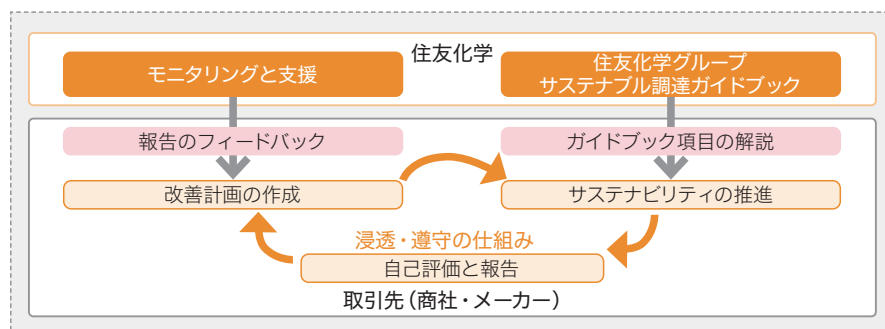 住友化学
モニタリングと支援
住友化学グループ
サステナブル調達ガイドブック
報告のフィードバック
ガイドブック項目の解説
改善計画の作成
サステナビリティの推進
浸透・遵守の仕組み
自己評価と報告
取引先（商社・メーカー）